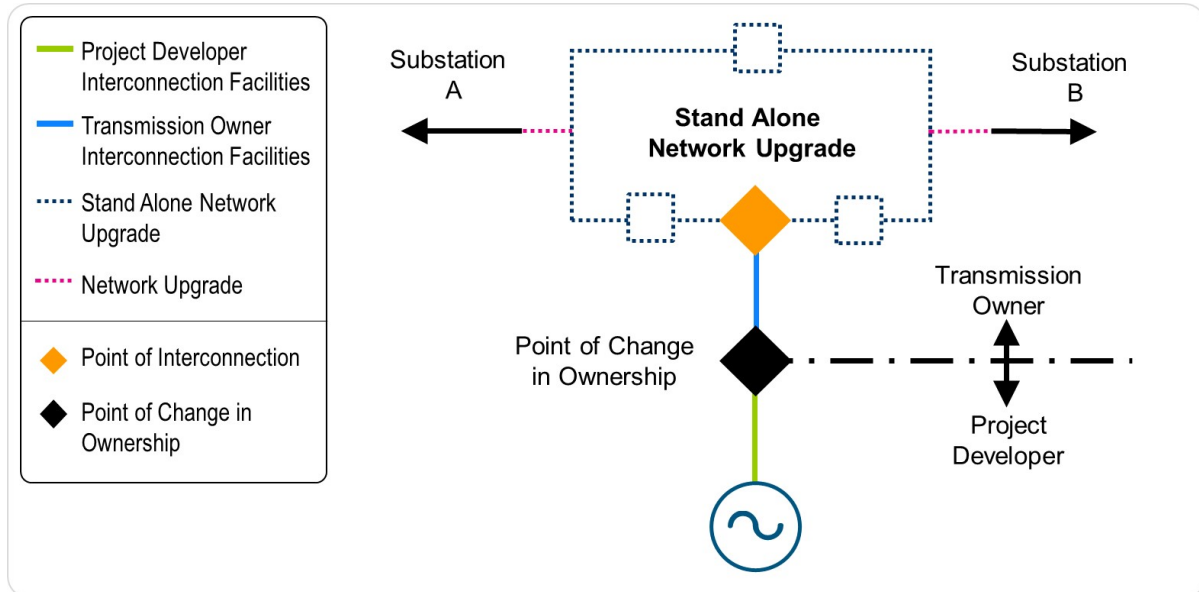 Project Developer
Interconnection Facilities
Transmission Owner
Interconnection Facilities
Stand Alone Network
Upgrade
Network Upgrade
Point of Interconnection
Point of Change in
Ownership
Substation
A
Substation
B
Stand Alone
Network Upgrade
Transmission
Owner
Point of Change
in Ownership
Project
Developer